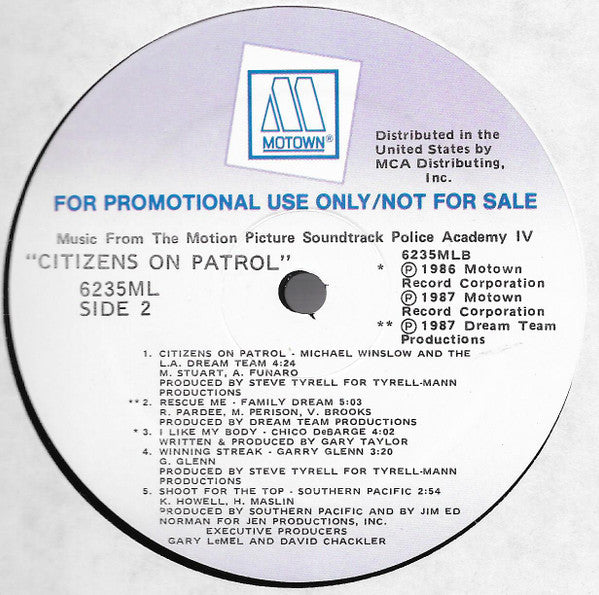 MOTOWN®
Distributed in the
United States by
MCA Distributing,
Inc.
FOR PROMOTIONAL USE ONLY/NOT FOR SALE
Music From The Motion Picture Soundtrack Police Academy IV
"CITIZENS ON PATROL"
6235ML
SIDE 2
6235MLB
* Ⓟ 1986 Motown
Record Corporation
Ⓟ 1987 Motown
Record Corporation
** Ⓟ 1987 Dream Team
Productions
1. CITIZENS ON PATROL - MICHAEL WINSLOW AND THE
L.A. DREAM TEAM 4:24
M. STUART, A. FUNARO
PRODUCED BY STEVE TYRELL FOR TYRELL-MANN
PRODUCTIONS
** 2. RESCUE ME - FAMILY DREAM 5:03
R. PARDEE, M. PERISON, V. BROOKS
PRODUCED BY DREAM TEAM PRODUCTIONS
* 3. I LIKE MY BODY - CHICO DeBARGE 4:02
WRITTEN & PRODUCED BY GARY TAYLOR
4. WINNING STREAK - GARRY GLENN 3:20
G. GLENN
PRODUCED BY STEVE TYRELL FOR TYRELL-MANN
PRODUCTIONS
5. SHOOT FOR THE TOP - SOUTHERN PACIFIC 2:54
K. HOWELL, H. MASLIN
PRODUCED BY SOUTHERN PACIFIC AND BY JIM ED
NORMAN FOR JEN PRODUCTIONS, INC.
EXECUTIVE PRODUCERS
GARY LeMEL AND DAVID CHACKLER